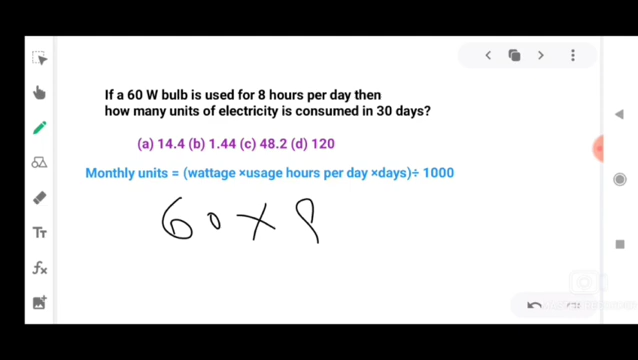 If a 60 W bulb is used for 8 hours per day then
how many units of electricity is consumed in 30 days?
(a) 14.4 (b) 1.44 (c) 48.2 (d) 120
Monthly units = (wattage ×usage hours per day ×days)÷ 1000
60 ×